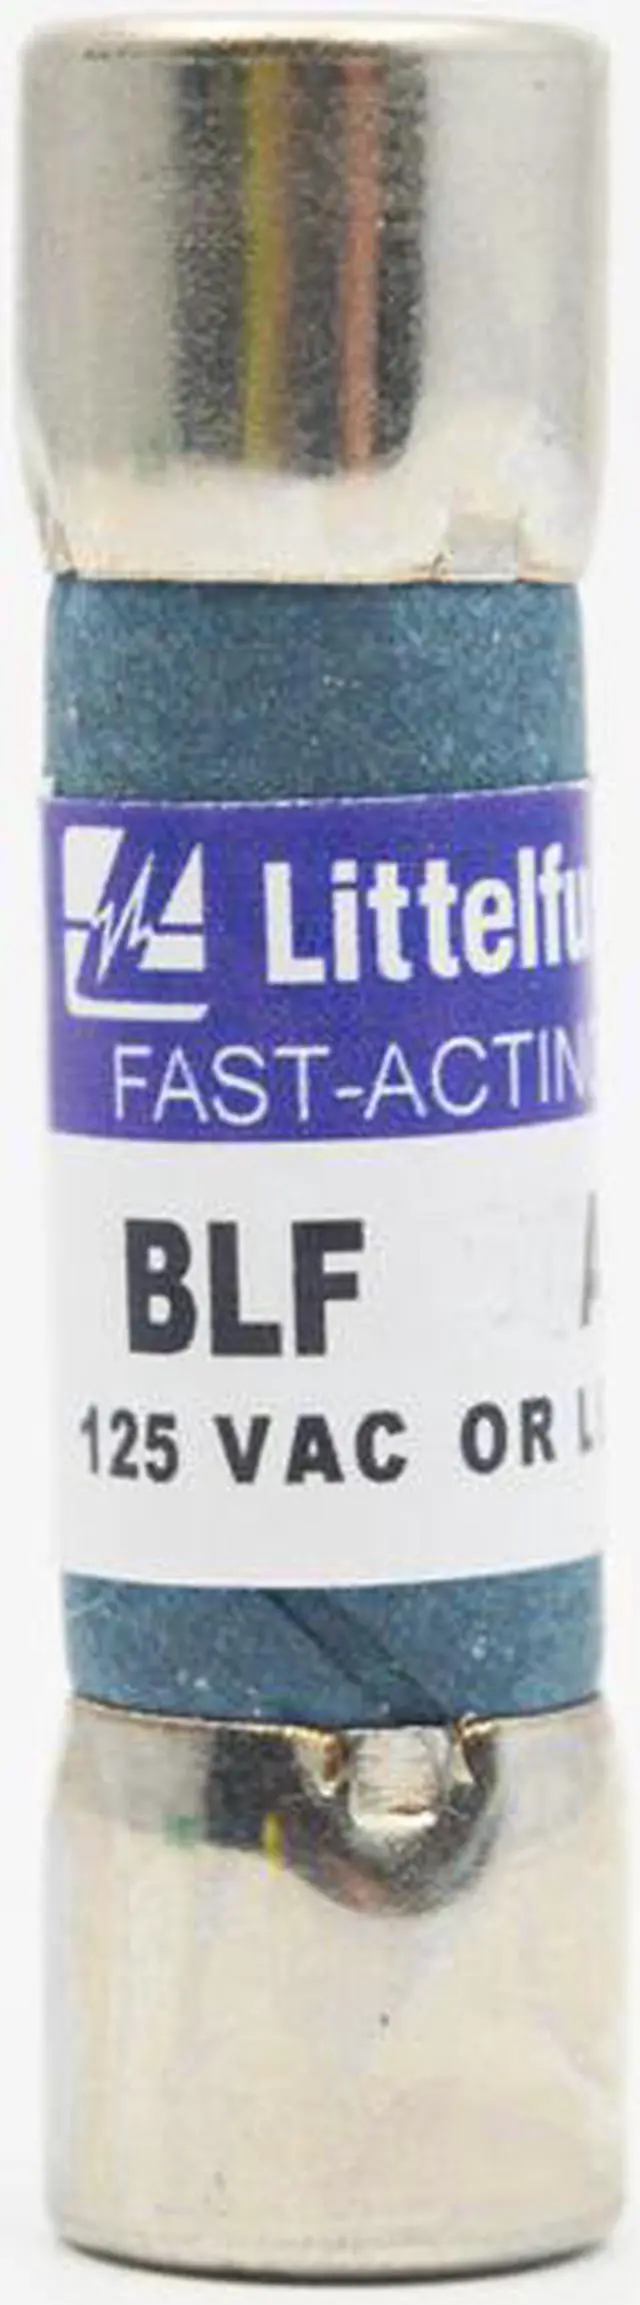 Littelfu
FAST-ACTIN
BLF
125 VAC OR L